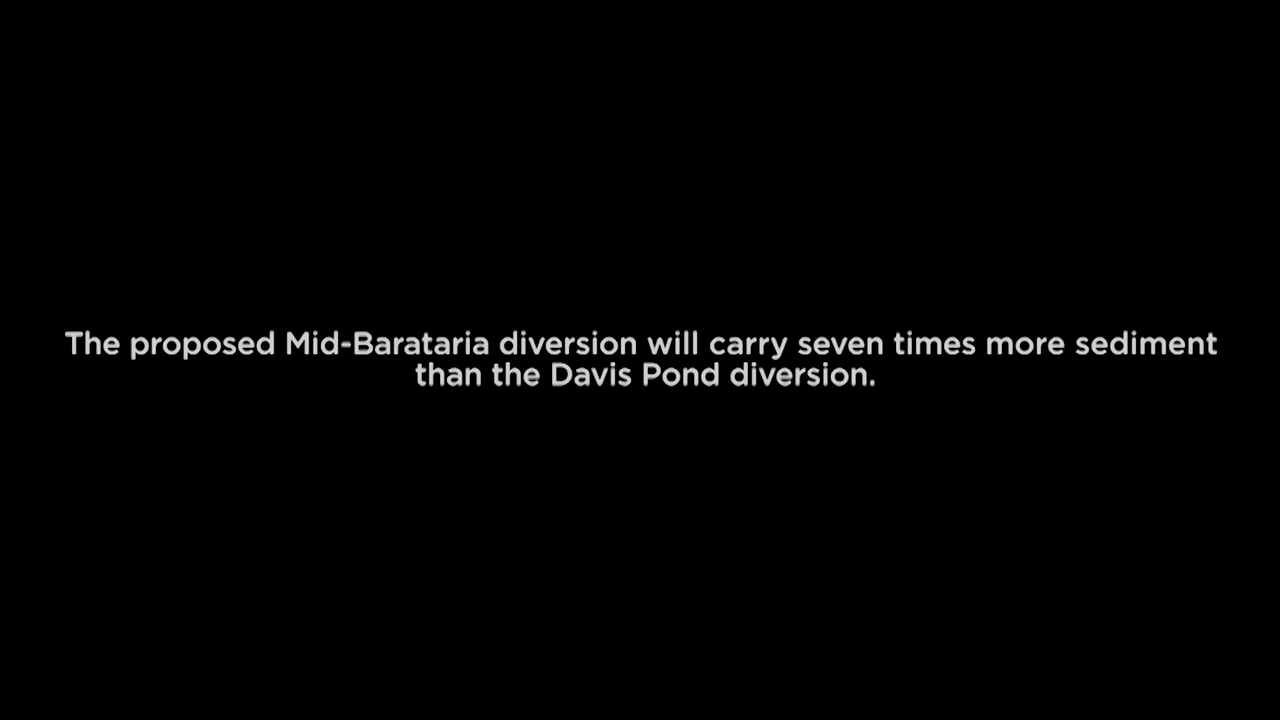 The proposed Mid-Barataria diversion will carry seven times more sediment
than the Davis Pond diversion.